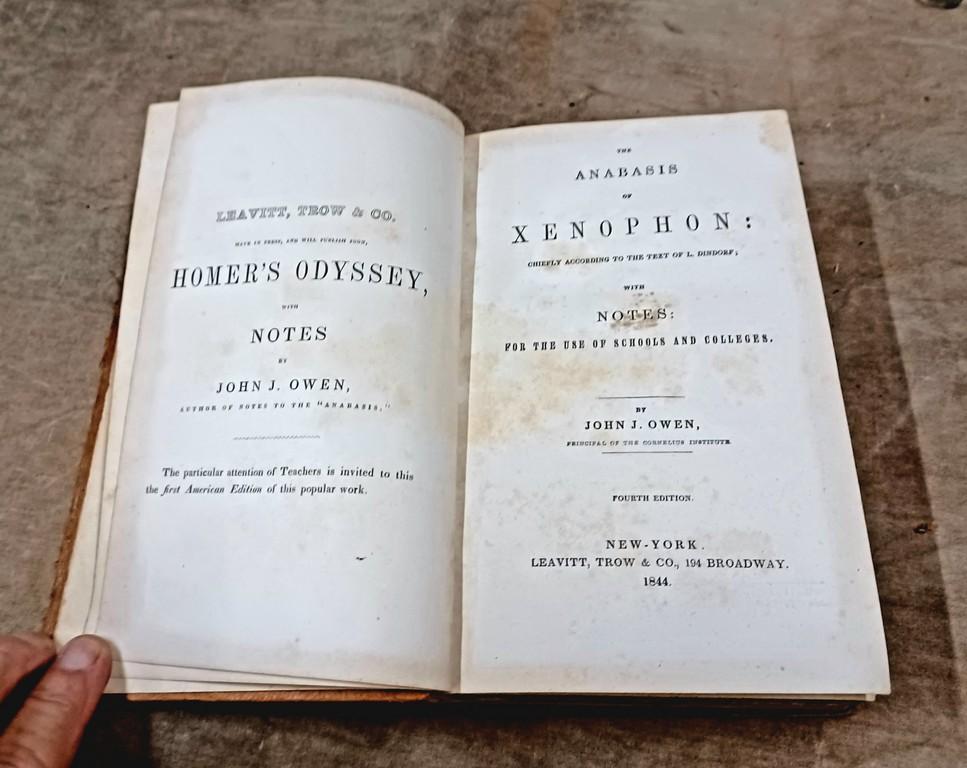 LEAVITT, TROW & CO.
HAVE IN PRESS, AND WILL PUBLISH SOON,
HOMER'S ODYSSEY,
WITH
NOTES
BY
JOHN J. OWEN,
AUTHOR OF NOTES TO THE "ANABASIS,"
The particular attention of Teachers is invited to this
the first American Edition of this popular work.
THE
ANABASIS
OF
XENOPHON:
CHIEFLY ACCORDING TO THE TEXT OF L. DINDORF;
WITH
NOTES:
FOR THE USE OF SCHOOLS AND COLLEGES.
BY
JOHN J. OWEN,
PRINCIPAL OF THE CORNELIUS INSTITUTE.
FOURTH EDITION.
NEW-YORK.
LEAVITT, TROW & CO., 194 BROADWAY.
1844.